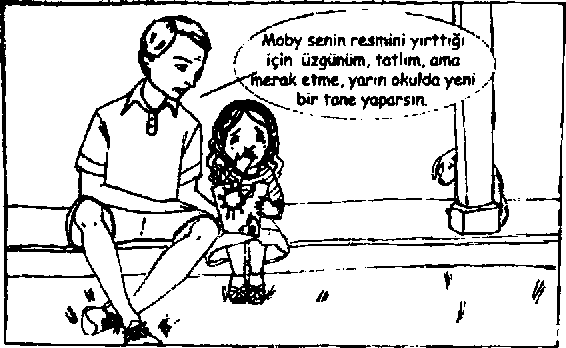 Moby senin resmini yırttığı
için üzgünüm, tatlım, ama
merak etme, yarın okulda yeni
bir tane yaparsın.